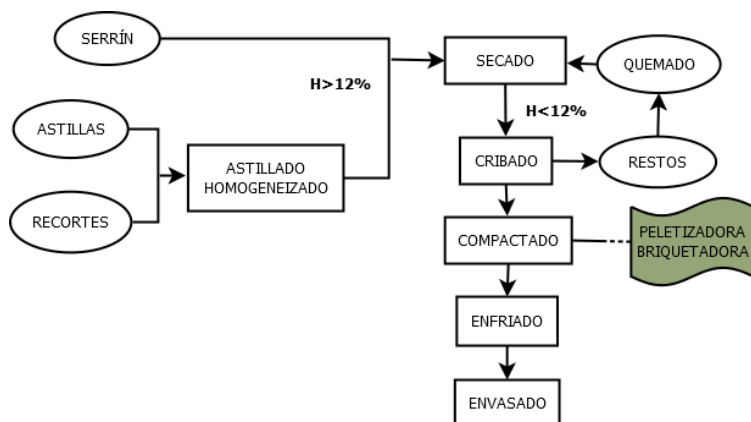 SERRÍN
SECADO
QUEMADO
H>12%
H<12%
ASTILLAS
ASTILLADO
HOMOGENEIZADO
CRIBADO
RESTOS
RECORTES
COMPACTADO
PELETIZADORA
BRIQUETADORA
ENFRIADO
ENVASADO